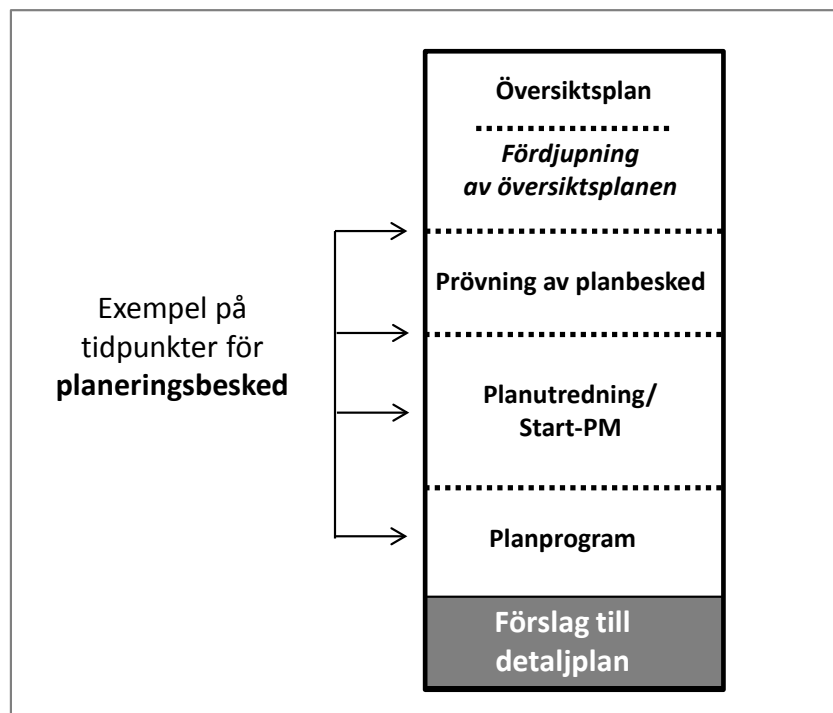 Översiktsplan
Fördjupning
av översiktsplanen
Prövning av planbesked
Exempel på
tidpunkter för
planeringsbesked
Planutredning/
Start-PM
Planprogram
Förslag till
detaljplan